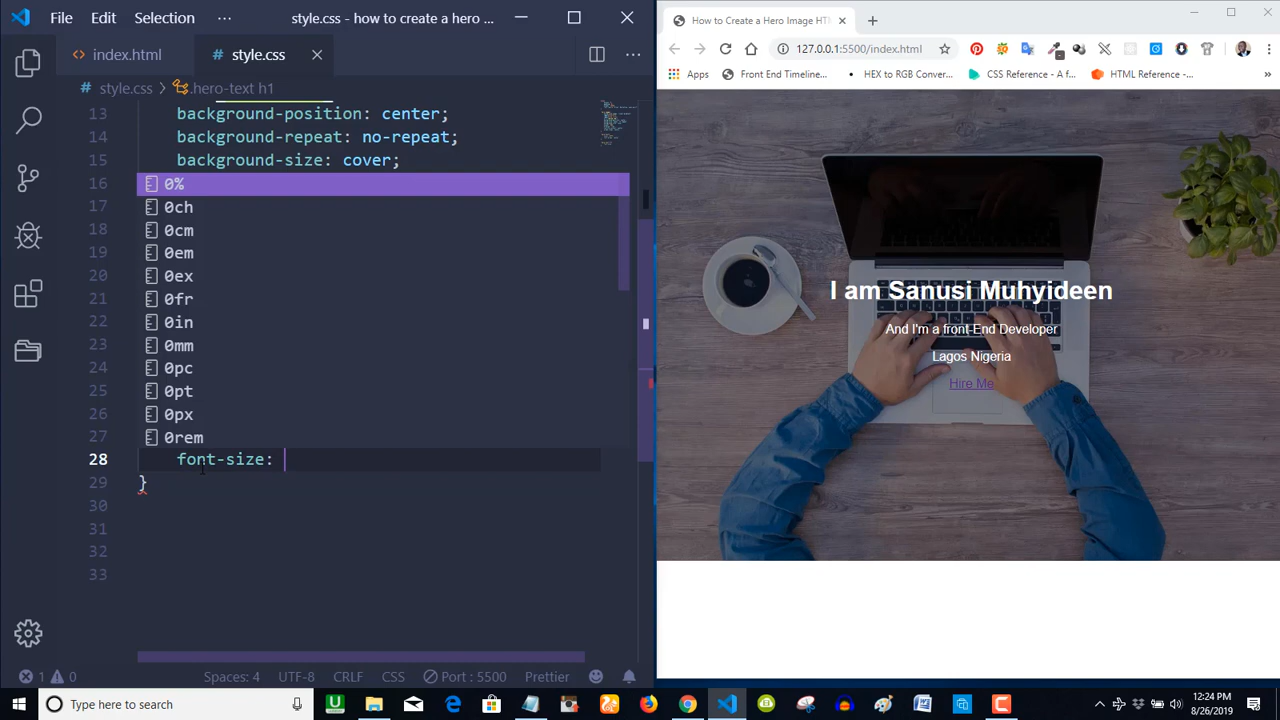 File Edit Selection ··· style.css - how to create a hero ...
index.html style.css
style.css .hero-text h1
13 background-position: center;
14 background-repeat: no-repeat;
15 background-size: cover;
16 0%
17 0ch
18 0cm
19 0em
20 0ex
21 0fr
22 0in
23 0mm
24 0pc
25 0pt
26 0px
27 0rem
28 font-size:
29 }
30
31
32
33
1 0 Spaces: 4 UTF-8 CRLF CSS Port : 5500 Prettier
How to Create a Hero Image HTM
127.0.0.1:5500/index.html
Apps Front End Timeline... HEX to RGB Conver... CSS Reference - A f... HTML Reference -... »
I am Sanusi Muhyideen
And I'm a front-End Developer
Lagos Nigeria
Hire Me
Type here to search
12:24 PM
8/26/2019